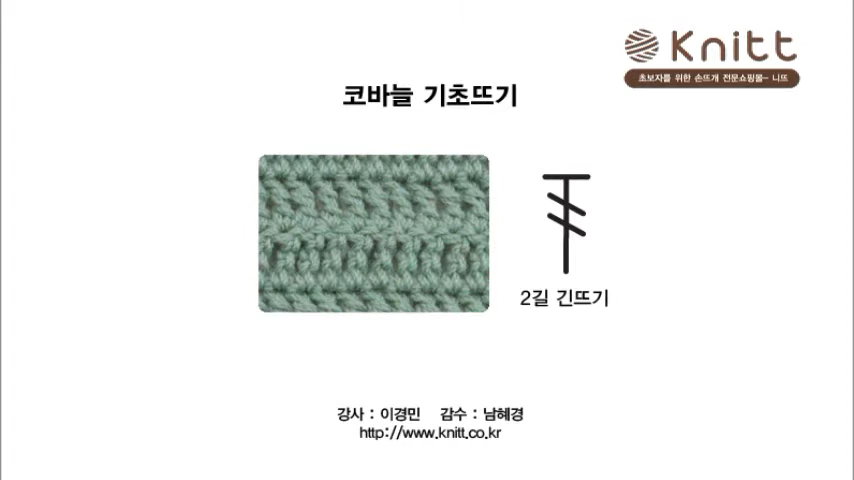 Knitt
초보자를 위한 손뜨개 전문쇼핑몰- 니뜨
코바늘 기초뜨기
2길 긴뜨기
강사 : 이경민 감수 : 남혜경
http://www.knitt.co.kr